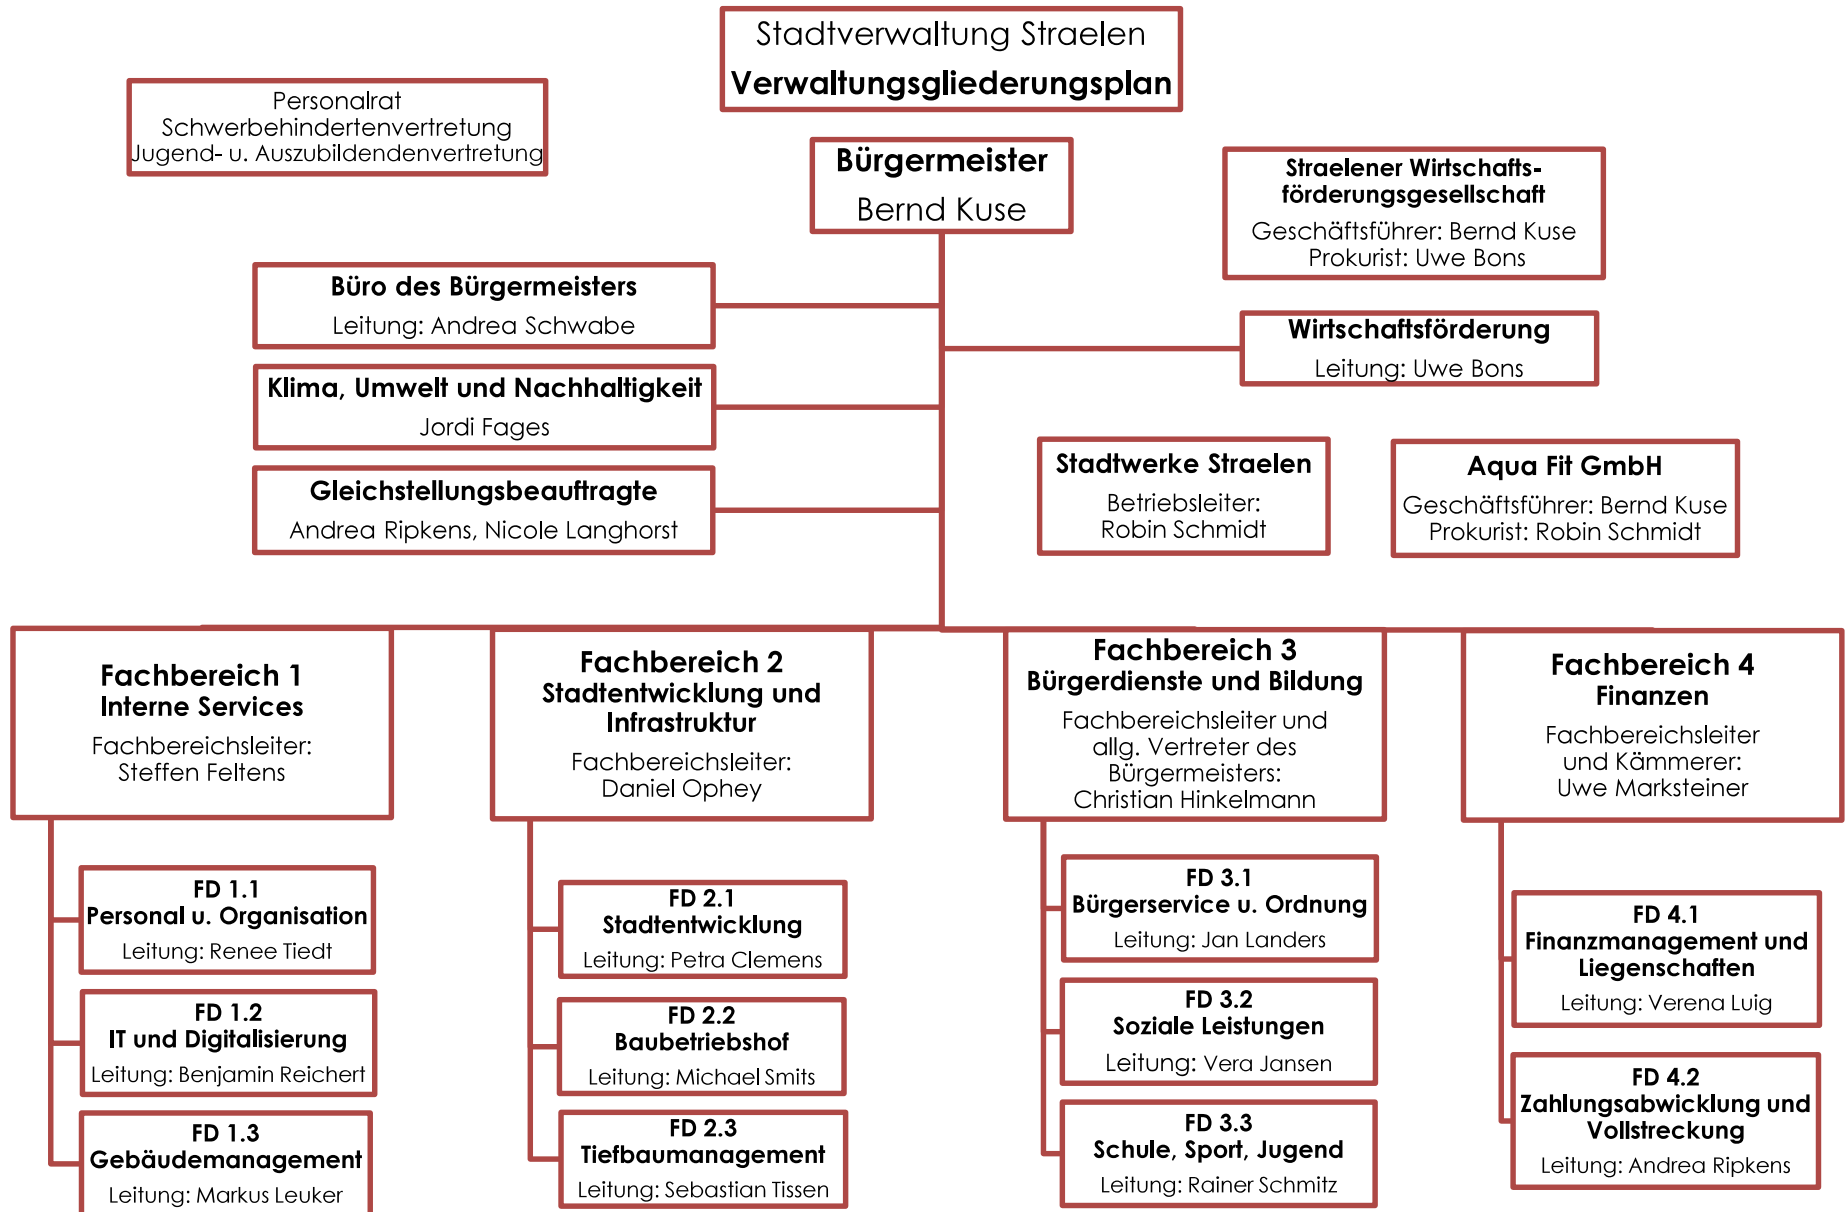 Stadtverwaltung Straelen
Verwaltungsgliederungsplan
Personalrat
Schwerbehindertenvertretung
Jugend- u. Auszubildendenvertretung
Bürgermeister
Bernd Kuse
Straelener Wirtschafts-
förderungsgesellschaft
Geschäftsführer: Bernd Kuse
Prokurist: Uwe Bons
Büro des Bürgermeisters
Leitung: Andrea Schwabe
Wirtschaftsförderung
Leitung: Uwe Bons
Klima, Umwelt und Nachhaltigkeit
Jordi Fages
Gleichstellungsbeauftragte
Andrea Ripkens, Nicole Langhorst
Stadtwerke Straelen
Betriebsleiter:
Robin Schmidt
Aqua Fit GmbH
Geschäftsführer: Bernd Kuse
Prokurist: Robin Schmidt
Fachbereich 1
Interne Services
Fachbereichsleiter:
Steffen Feltens
FD 1.1
Personal u. Organisation
Leitung: Renee Tiedt
FD 1.2
IT und Digitalisierung
Leitung: Benjamin Reichert
FD 1.3
Gebäudemanagement
Leitung: Markus Leuker
Fachbereich 2
Stadtentwicklung und
Infrastruktur
Fachbereichsleiter:
Daniel Ophey
FD 2.1
Stadtentwicklung
Leitung: Petra Clemens
FD 2.2
Baubetriebshof
Leitung: Michael Smits
FD 2.3
Tiefbaumanagement
Leitung: Sebastian Tissen
Fachbereich 3
Bürgerdienste und Bildung
Fachbereichsleiter und
allg. Vertreter des
Bürgermeisters:
Christian Hinkelmann
FD 3.1
Bürgerservice u. Ordnung
Leitung: Jan Landers
FD 3.2
Soziale Leistungen
Leitung: Vera Jansen
FD 3.3
Schule, Sport, Jugend
Leitung: Rainer Schmitz
Fachbereich 4
Finanzen
Fachbereichsleiter
und Kämmerer:
Uwe Marksteiner
FD 4.1
Finanzmanagement und
Liegenschaften
Leitung: Verena Luig
FD 4.2
Zahlungsabwicklung und
Vollstreckung
Leitung: Andrea Ripkens